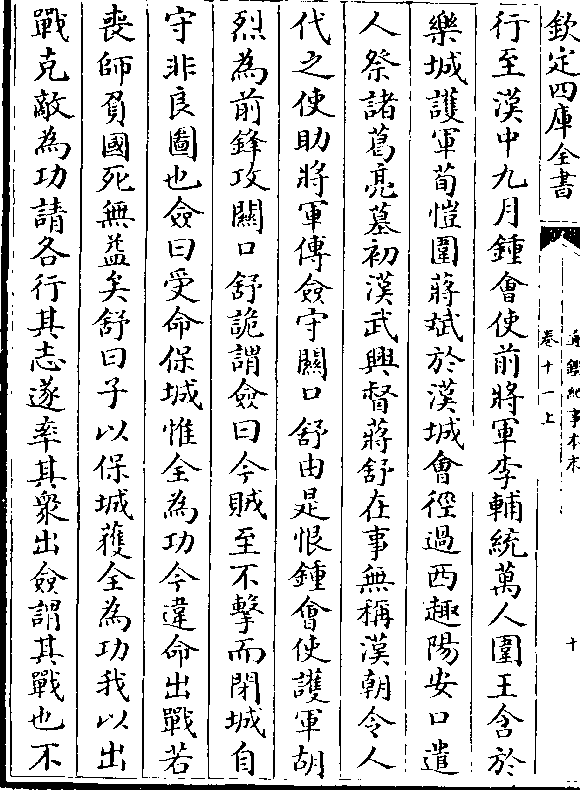 欽定四庫全書
通鑑紀事本末
卷十一上
十
行至漢中九月鍾會使前將軍李輔統萬人圍王含於
樂城護軍荀愷圍蔣斌於漢城會徑過西趣陽安口遣
人祭諸葛亮墓初漢武興督蔣舒在事無稱漢朝令人
代之使助將軍傅僉守關口舒由是恨鍾會使護軍胡
烈為前鋒攻關口舒詭謂僉曰今賊至不擊而閉城自
守非良圖也僉曰受命保城惟全為功今違命出戰若
喪師負國死無益矣舒曰子以保城獲全為功我以出
戰克敵為功請各行其志遂率其衆出僉謂其戰也不